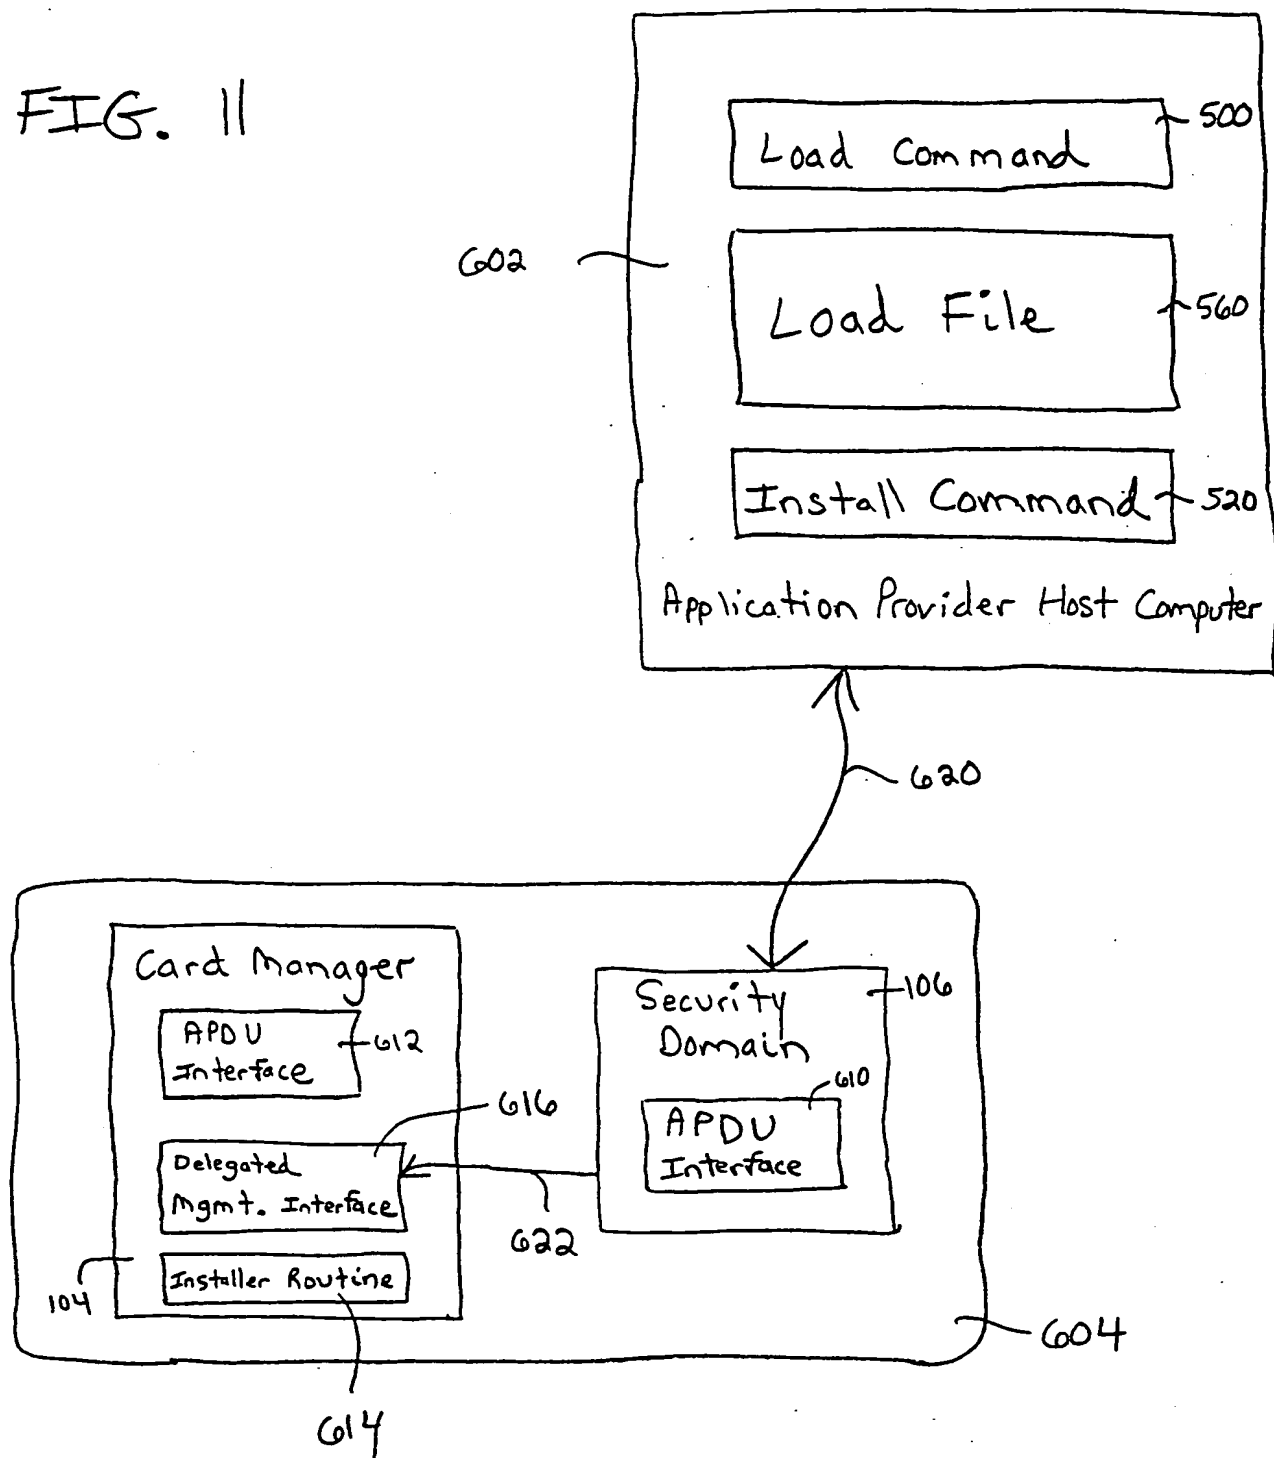 FIG. 11
Load Command
500
602
Load File
560
Install Command
520
Application Provider Host Computer
620
Card Manager
APDU
Interface
612
616
Delegated
Mgmt. Interface
622
Installer Routine
104
614
Security
Domain
106
610
APDU
Interface
604